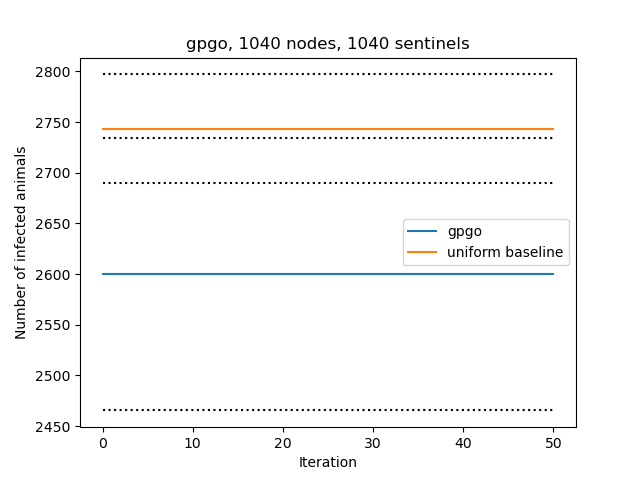 gpgo, 1040 nodes, 1040 sentinels
2800
2750
2700
2650
2600
2550
2500
2450
Number of infected animals
gpgo
uniform baseline
0
10
20
30
40
50
Iteration